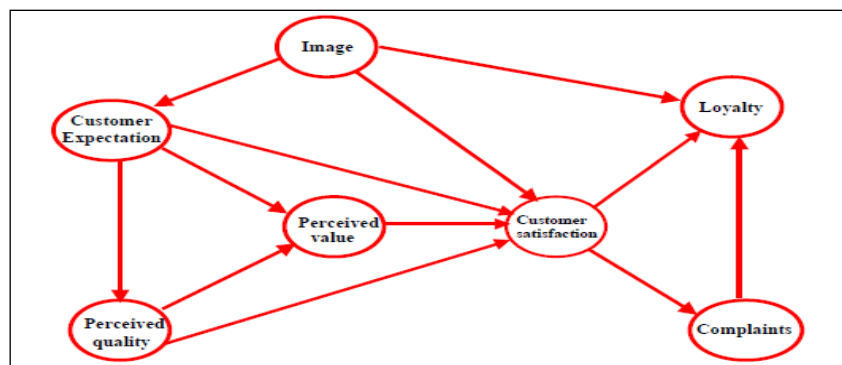 Image
Customer
Expectation
Loyalty
Perceived
value
Customer
satisfaction
Perceived
quality
Complaints